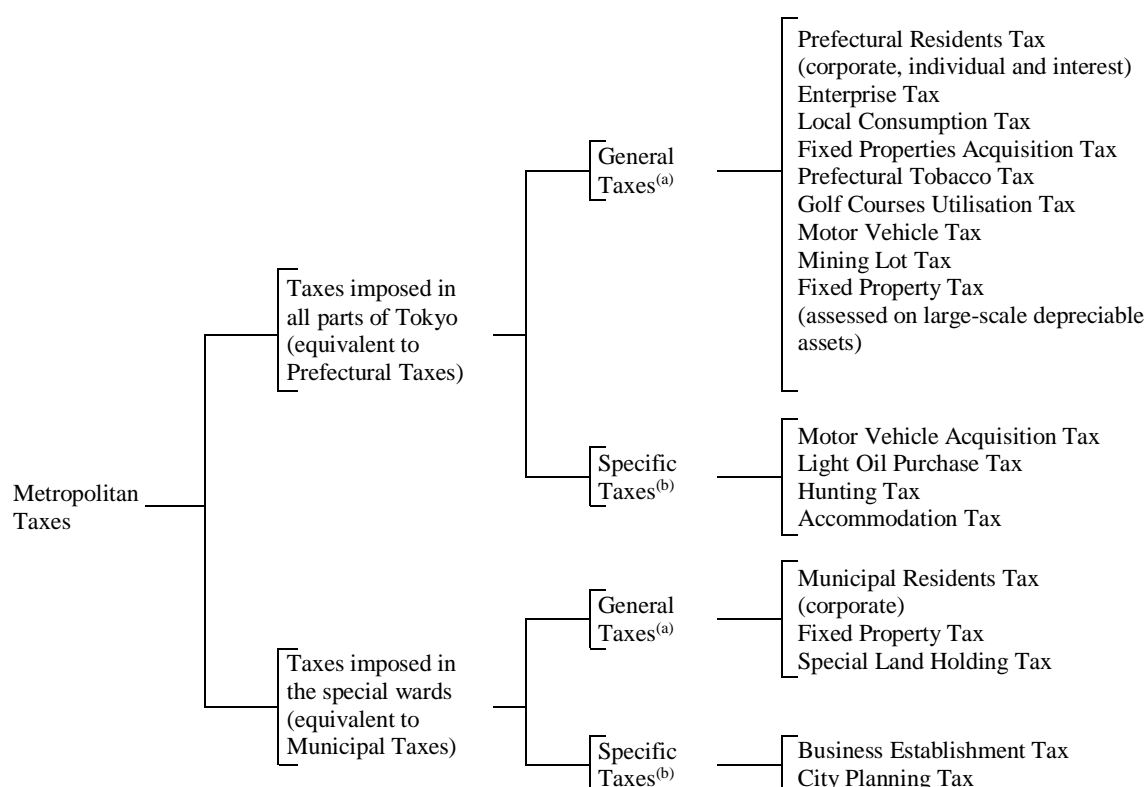 Metropolitan
Taxes
Taxes imposed in
all parts of Tokyo
(equivalent to
Prefectural Taxes)
General
Taxes(a)
Prefectural Residents Tax
(corporate, individual and interest)
Enterprise Tax
Local Consumption Tax
Fixed Properties Acquisition Tax
Prefectural Tobacco Tax
Golf Courses Utilisation Tax
Motor Vehicle Tax
Mining Lot Tax
Fixed Property Tax
(assessed on large-scale depreciable
assets)
Specific
Taxes(b)
Motor Vehicle Acquisition Tax
Light Oil Purchase Tax
Hunting Tax
Accommodation Tax
Taxes imposed in
the special wards
(equivalent to
Municipal Taxes)
General
Taxes(a)
Municipal Residents Tax
(corporate)
Fixed Property Tax
Special Land Holding Tax
Specific
Taxes(b)
Business Establishment Tax
City Planning Tax